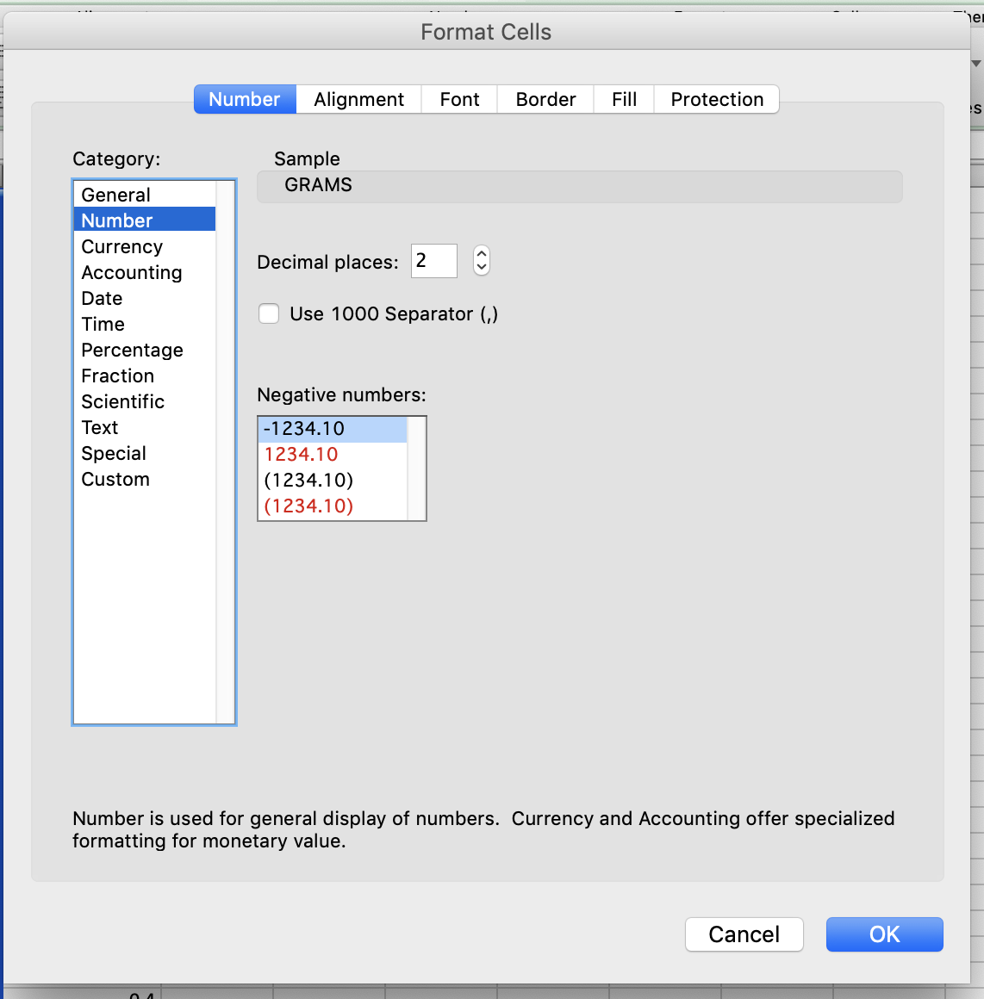 Format Cells
Number Alignment Font Border Fill Protection
Category:
General
Number
Currency
Accounting
Date
Time
Percentage
Fraction
Scientific
Text
Special
Custom
Sample
GRAMS
Decimal places: 2
Use 1000 Separator (,)
Negative numbers:
-1234.10
1234.10
(1234.10)
(1234.10)
Number is used for general display of numbers.  Currency and Accounting offer specialized
formatting for monetary value.
Cancel OK